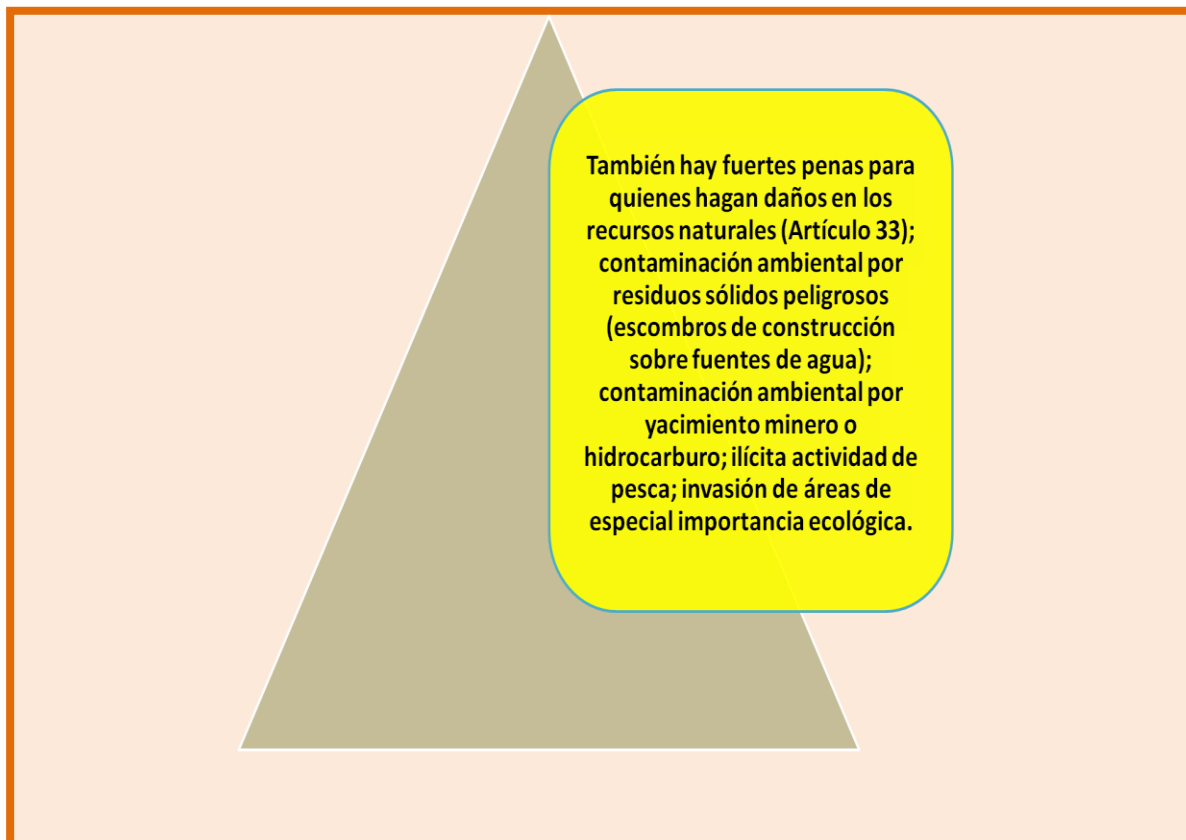 También hay fuertes penas para
quienes hagan daños en los
recursos naturales (Artículo 33);
contaminación ambiental por
residuos sólidos peligrosos
(escombros de construcción
sobre fuentes de agua);
contaminación ambiental por
yacimiento minero o
hidrocarburo; ilícita actividad de
pesca; invasión de áreas de
especial importancia ecológica.